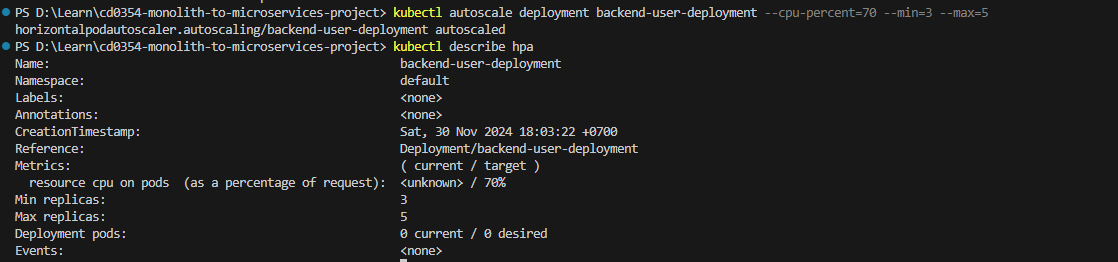 PS D:\Learn\cd0354-monolith-to-microservices-project> kubectl autoscale deployment backend-user-deployment --cpu-percent=70 --min=3 --max=5
horizontalpodautoscaler.autoscaling/backend-user-deployment autoscaled
PS D:\Learn\cd0354-monolith-to-microservices-project> kubectl describe hpa
Name: backend-user-deployment
Namespace: default
Labels: <none>
Annotations: <none>
CreationTimestamp: Sat, 30 Nov 2024 18:03:22 +0700
Reference: Deployment/backend-user-deployment
Metrics: ( current / target )
resource cpu on pods (as a percentage of request): <unknown> / 70%
Min replicas: 3
Max replicas: 5
Deployment pods: 0 current / 0 desired
Events: <none>